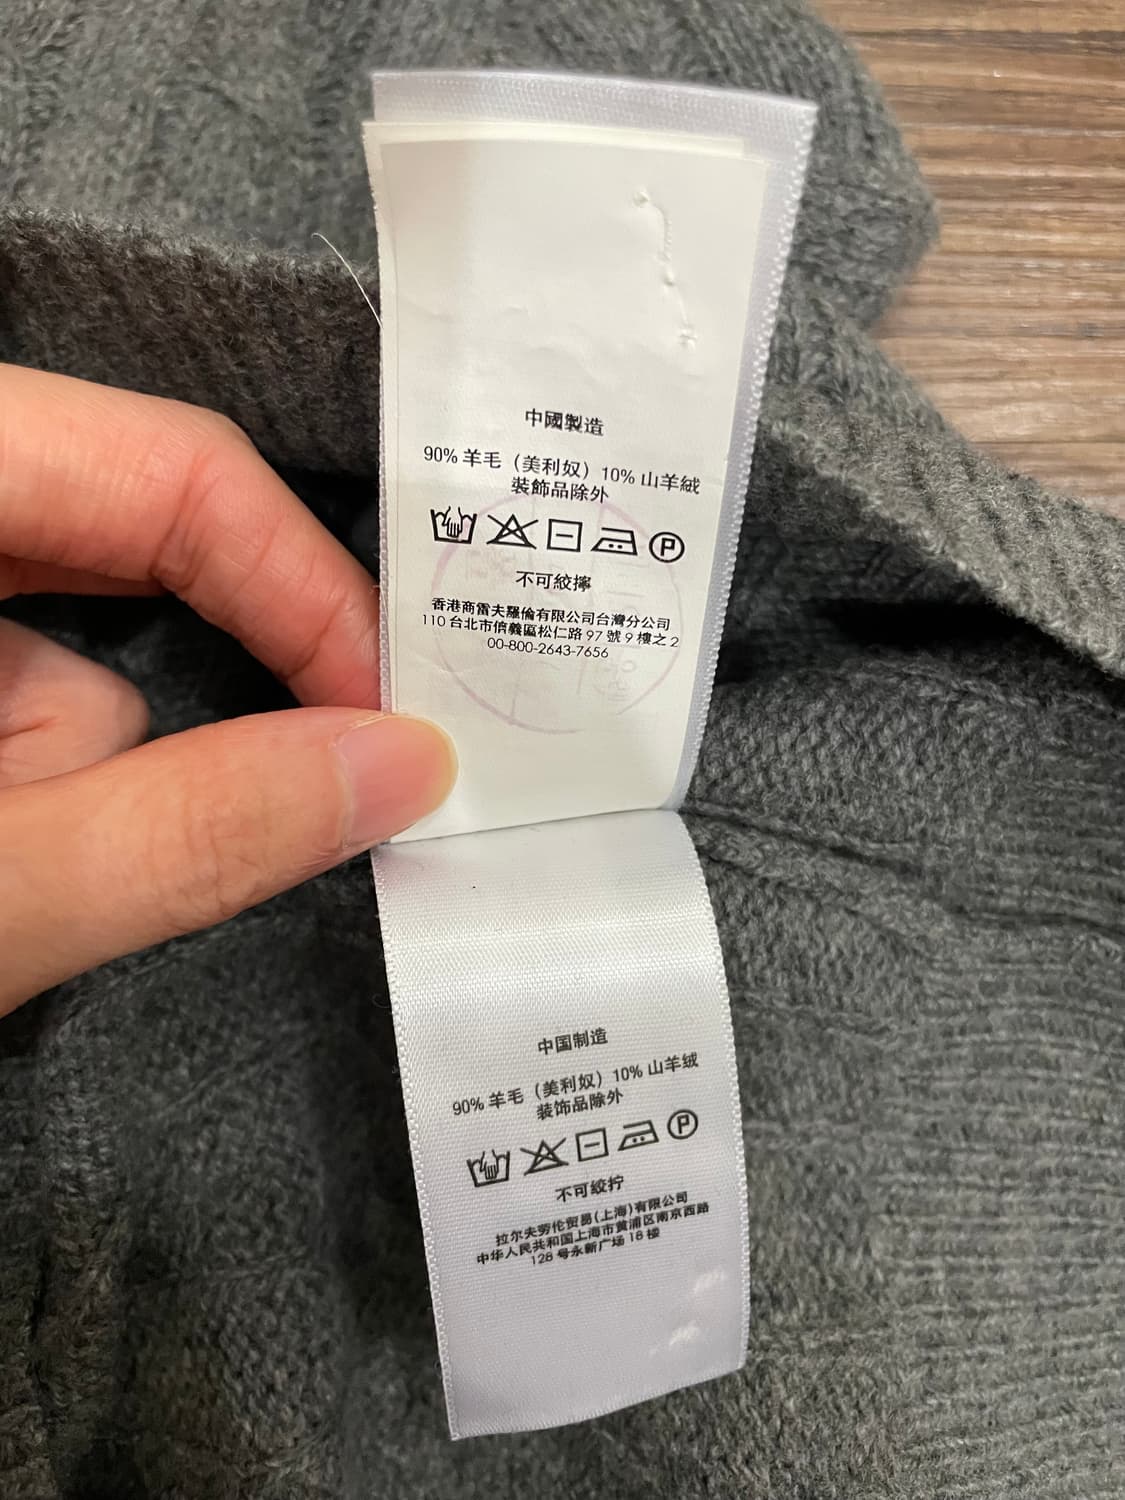 中國製造
90% 羊毛（美利奴）10% 山羊絨
裝飾品除外
P
不可絞擰
香港商雷夫羅倫有限公司台灣分公司
110 台北市信義區松仁路 97 號 9 樓之 2
00-800-2643-7656
中国制造
90% 羊毛（美利奴）10% 山羊绒
装饰品除外
P
不可绞拧
拉尔夫劳伦贸易(上海)有限公司
中华人民共和国上海市黄浦区南京西路
128 号永新广场 18 楼